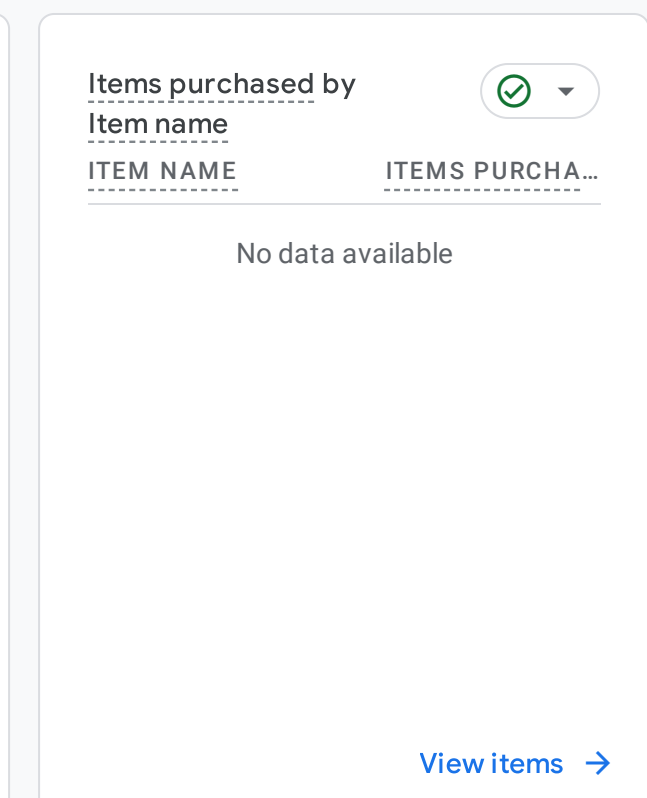 Items purchased by
Item name
ITEM NAME ITEMS PURCHA...
No data available
View items